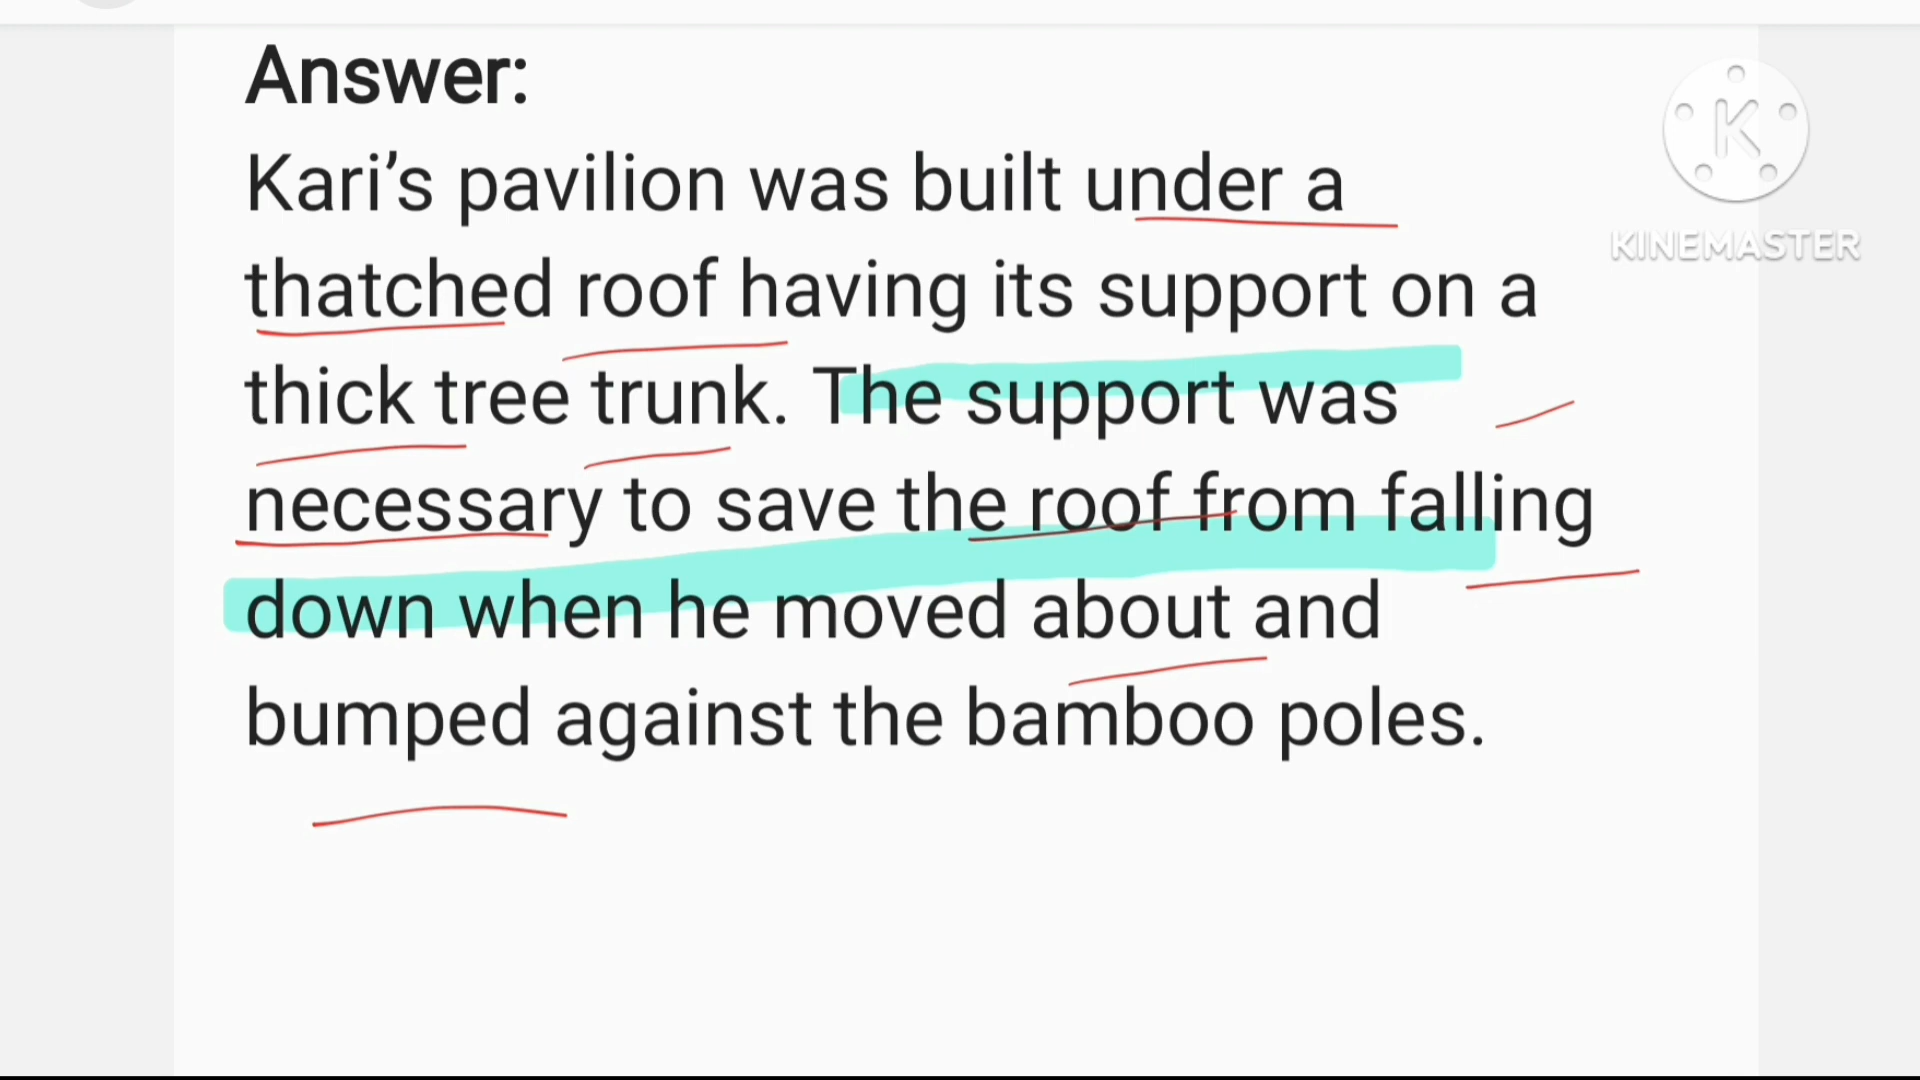 Answer:
Kari’s pavilion was built under a
thatched roof having its support on a
thick tree trunk. The support was
necessary to save the roof from falling
down when he moved about and
bumped against the bamboo poles.
K
KINEMASTER